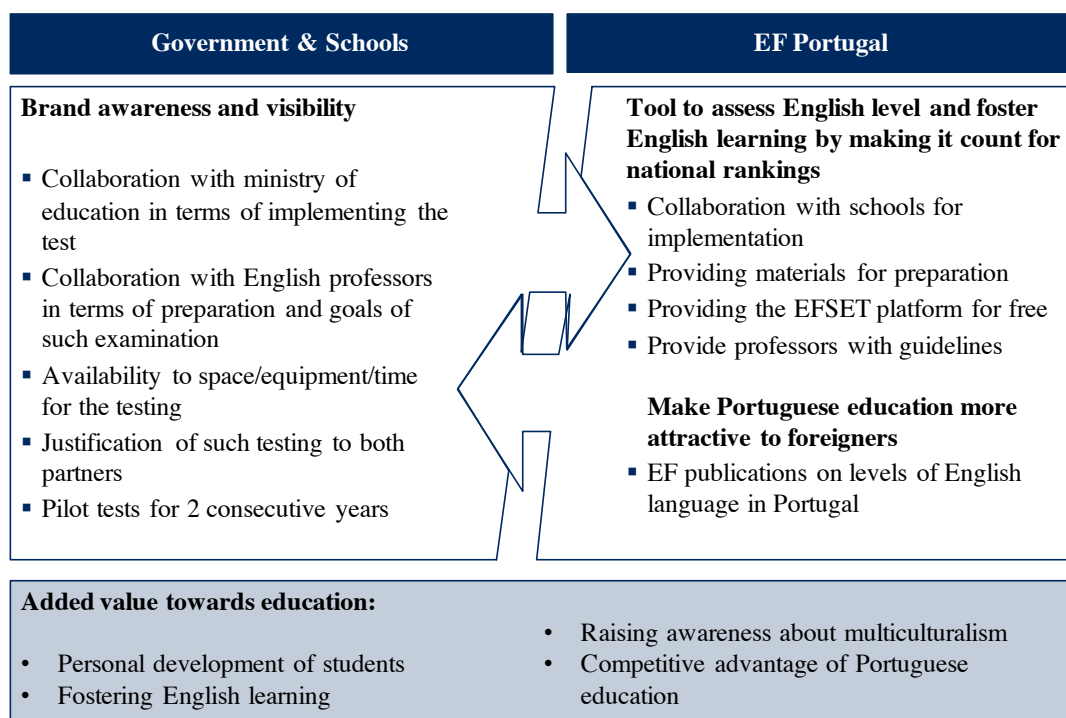 Government & Schools
EF Portugal
Brand awareness and visibility
▪ Collaboration with ministry of
education in terms of implementing the
test
▪ Collaboration with English professors
in terms of preparation and goals of
such examination
▪ Availability to space/equipment/time
for the testing
▪ Justification of such testing to both
partners
▪ Pilot tests for 2 consecutive years
Tool to assess English level and foster
English learning by making it count for
national rankings
▪ Collaboration with schools for
implementation
▪ Providing materials for preparation
▪ Providing the EFSET platform for free
▪ Provide professors with guidelines
Make Portuguese education more
attractive to foreigners
▪ EF publications on levels of English
language in Portugal
Added value towards education:
• Personal development of students
• Fostering English learning
• Raising awareness about multiculturalism
• Competitive advantage of Portuguese
education